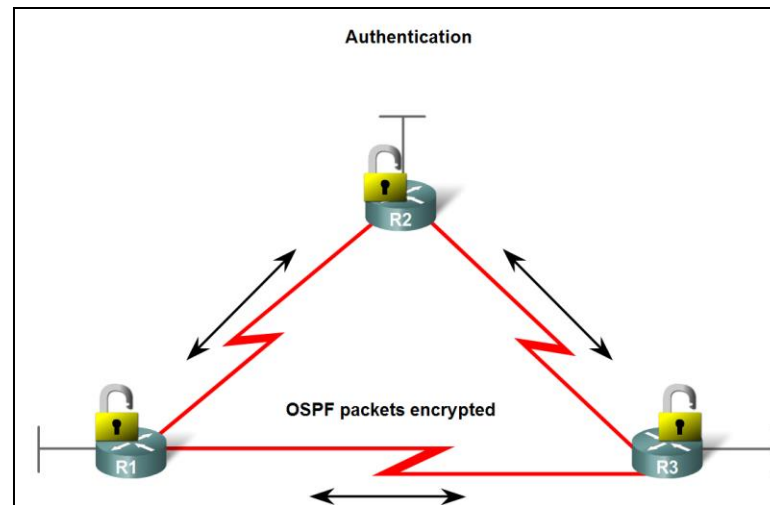 Authentication
R2
OSPF packets encrypted
R1
R3